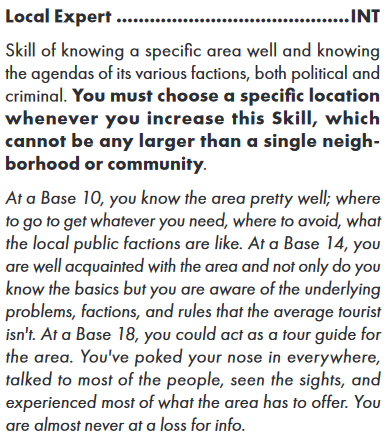 Local Expert .......................................INT
Skill of knowing a specific area well and knowing
the agendas of its various factions, both political and
criminal. You must choose a specific location
whenever you increase this Skill, which
cannot be any larger than a single neigh-
borhood or community.
At a Base 10, you know the area pretty well; where
to go to get whatever you need, where to avoid, what
the local public factions are like. At a Base 14, you
are well acquainted with the area and not only do you
know the basics but you are aware of the underlying
problems, factions, and rules that the average tourist
isn't. At a Base 18, you could act as a tour guide for
the area. You've poked your nose in everywhere,
talked to most of the people, seen the sights, and
experienced most of what the area has to offer. You
are almost never at a loss for info.